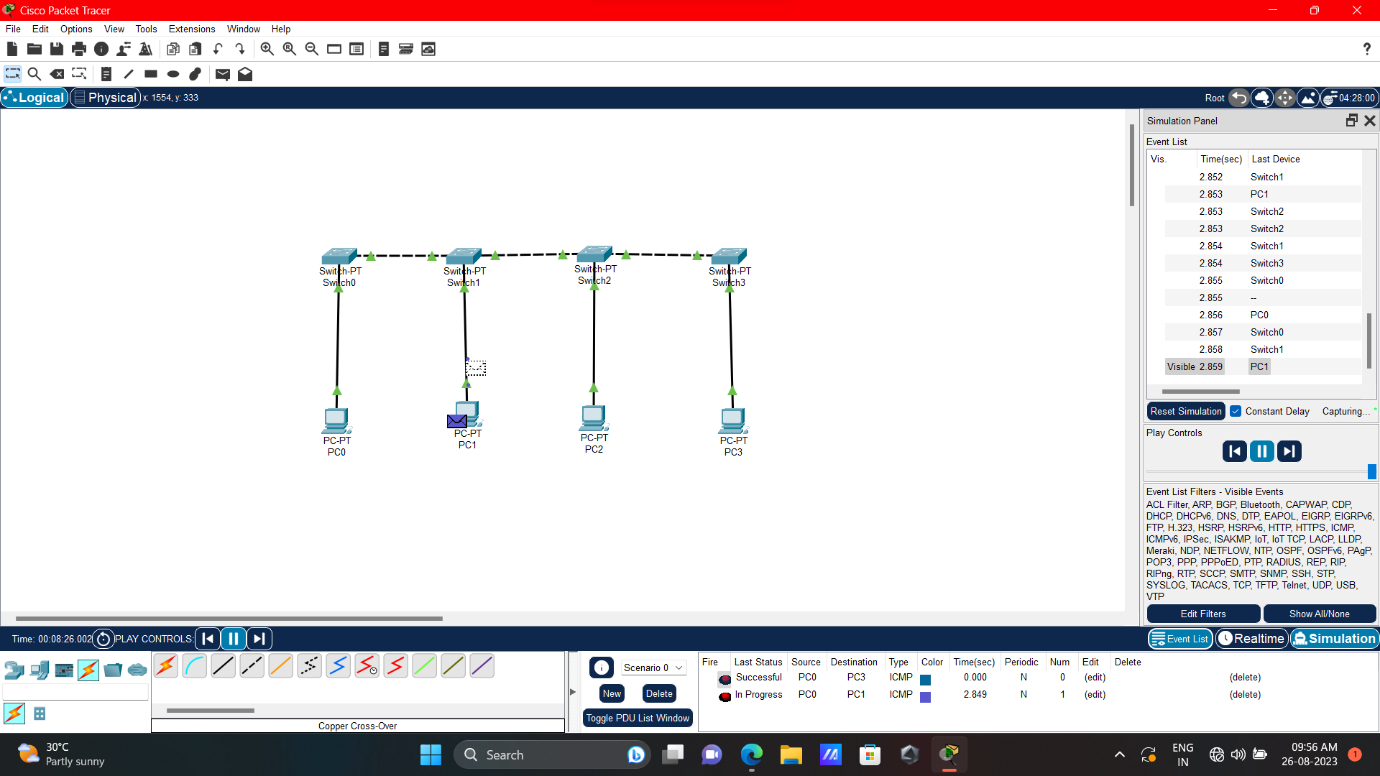 Cisco Packet Tracer
File Edit Options View Tools Extensions Window Help
?
Logical Physical x: 1554, y: 333 Root 04:28:00
Simulation Panel
Event List
Vis. Time(sec) Last Device
2.852 Switch1
2.853 PC1
2.853 Switch2
2.853 Switch2
2.854 Switch1
2.854 Switch3
2.855 Switch0
2.855 --
2.856 PC0
2.857 Switch0
2.858 Switch1
Visible 2.859 PC1
Reset Simulation Constant Delay Capturing...
Play Controls
Event List Filters - Visible Events
ACL Filter, ARP, BGP, Bluetooth, CAPWAP, CDP,
DHCP, DHCPv6, DNS, DTP, EAPOL, EIGRP, EIGRPv6,
FTP, H.323, HSRP, HSRPv6, HTTP, HTTPS, ICMP,
ICMPv6, IPSec, ISAKMP, IoT, IoT TCP, LACP, LLDP,
Meraki, NDP, NETFLOW, NTP, OSPF, OSPFv6, PAgP,
POP3, PPP, PPPoED, PTP, RADIUS, REP, RIP,
RIPng, RTP, SCCP, SMTP, SNMP, SSH, STP,
SYSLOG, TACACS, TCP, TFTP, Telnet, UDP, USB,
VTP
Edit Filters Show All/None
Switch-PT Switch-PT Switch-PT Switch-PT
Switch0 Switch1 Switch2 Switch3
PC-PT PC-PT PC-PT PC-PT
PC0 PC1 PC2 PC3
Time: 00:08:26.002 PLAY CONTROLS: Event List Realtime Simulation
Scenario 0
New Delete
Toggle PDU List Window
Fire Last Status Source Destination Type Color Time(sec) Periodic Num Edit Delete
Successful PC0 PC3 ICMP 0.000 N 0 (edit) (delete)
In Progress PC0 PC1 ICMP 2.849 N 1 (edit) (delete)
Copper Cross-Over
30°C
Partly sunny
Search
ENG
IN
09:56 AM
26-08-2023
1